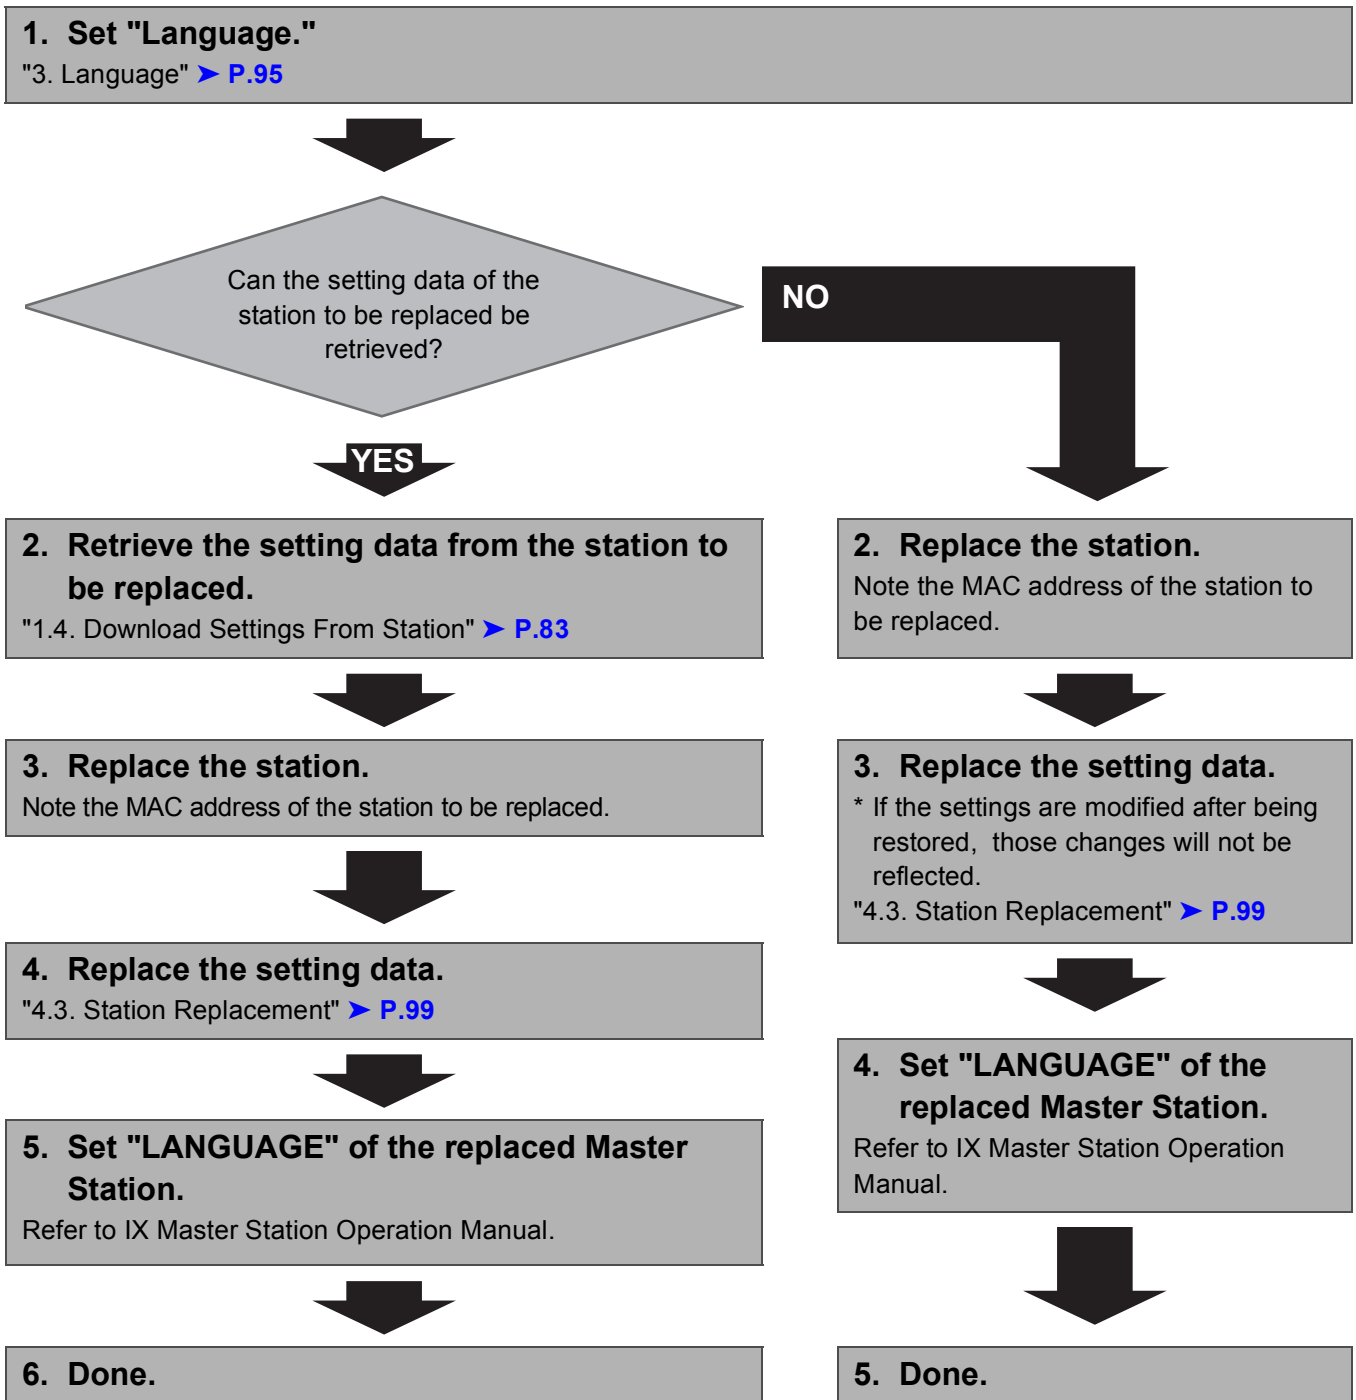 1. Set "Language."
"3. Language" ➤ P.95
Can the setting data of the
station to be replaced be
retrieved?
NO
YES
2. Retrieve the setting data from the station to
be replaced.
"1.4. Download Settings From Station" ➤ P.83
3. Replace the station.
Note the MAC address of the station to be replaced.
4. Replace the setting data.
"4.3. Station Replacement" ➤ P.99
5. Set "LANGUAGE" of the replaced Master
Station.
Refer to IX Master Station Operation Manual.
6. Done.
2. Replace the station.
Note the MAC address of the station to
be replaced.
3. Replace the setting data.
* If the settings are modified after being
restored, those changes will not be
reflected.
"4.3. Station Replacement" ➤ P.99
4. Set "LANGUAGE" of the
replaced Master Station.
Refer to IX Master Station Operation
Manual.
5. Done.